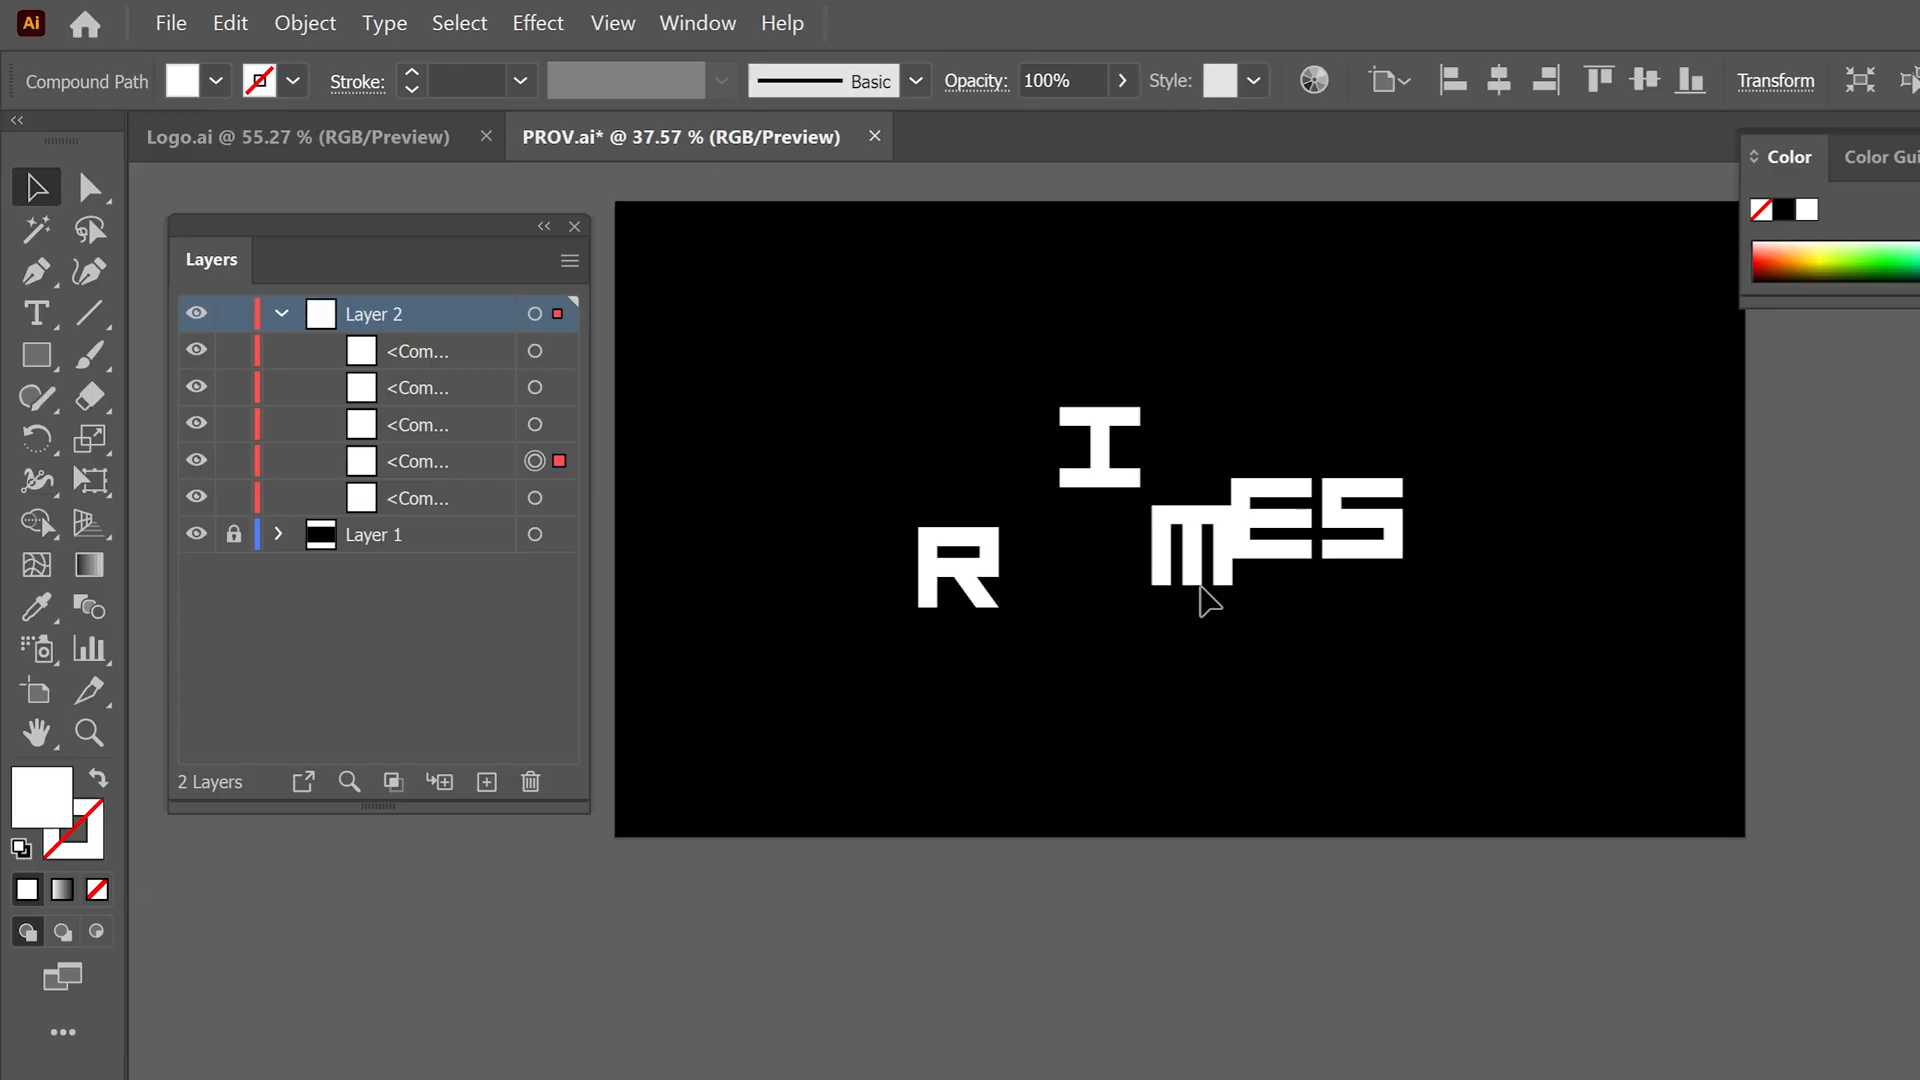 Ai File Edit Object Type Select Effect View Window Help
Compound Path Stroke: Basic Opacity: 100% Style: Transform
Logo.ai @ 55.27 % (RGB/Preview) PROV.ai* @ 37.57 % (RGB/Preview)
Color Color Gui
Layers
Layer 2
<Com...
<Com...
<Com...
<Com...
<Com...
Layer 1
2 Layers
I
R M ES